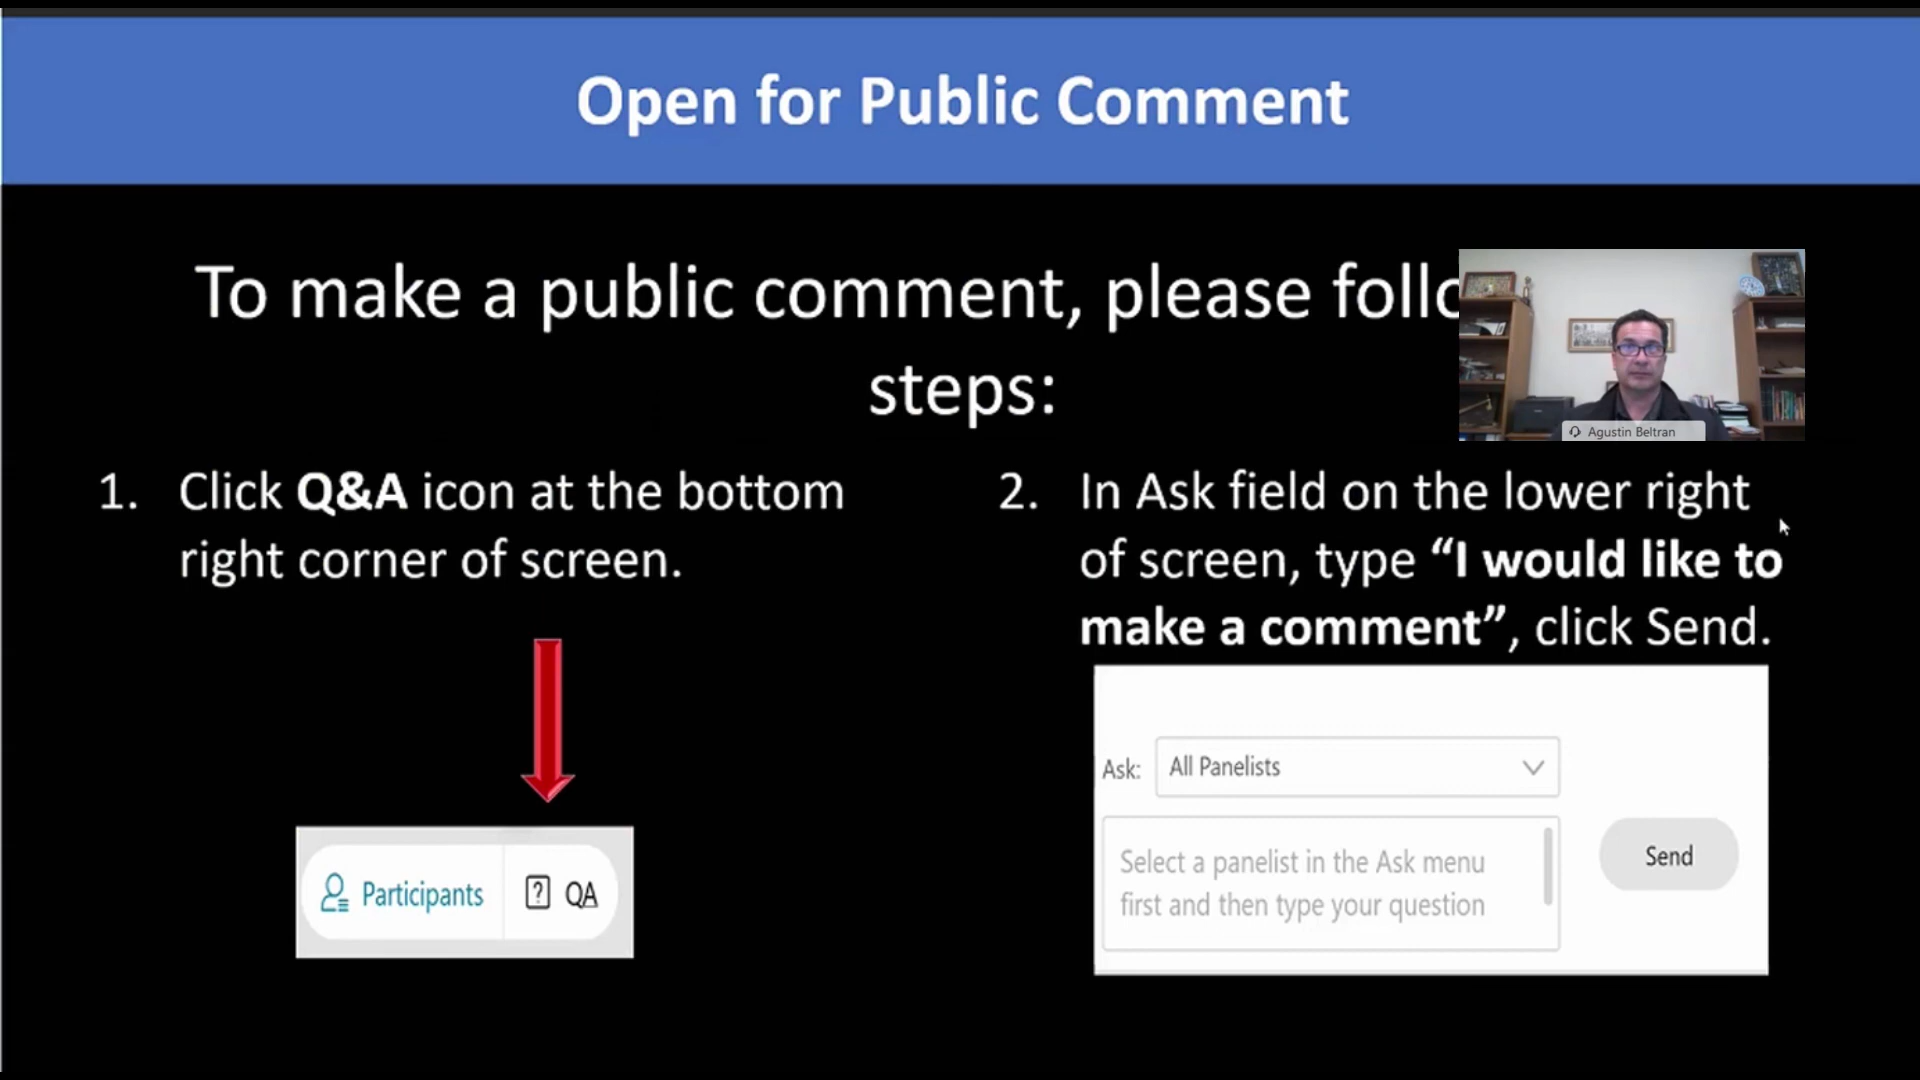 Open for Public Comment
To make a public comment, please follo
steps:
Agustin Beltran
1. Click Q&A icon at the bottom
right corner of screen.
2. In Ask field on the lower right
of screen, type “I would like to
make a comment”, click Send.
Participants
QA
Ask: All Panelists
Select a panelist in the Ask menu
first and then type your question
Send